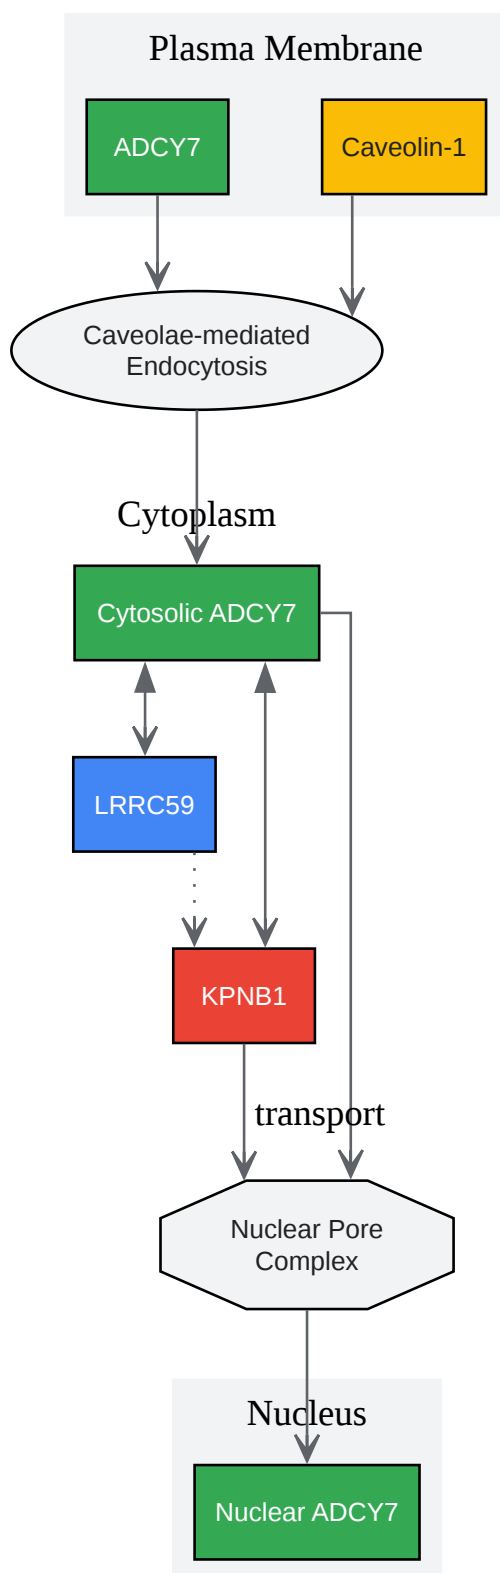 Plasma Membrane
ADCY7
Caveolin-1
Caveolae-mediated
Endocytosis
Cytoplasm
Cytosolic ADCY7
LRRC59
KPNB1
transport
Nuclear Pore
Complex
Nucleus
Nuclear ADCY7